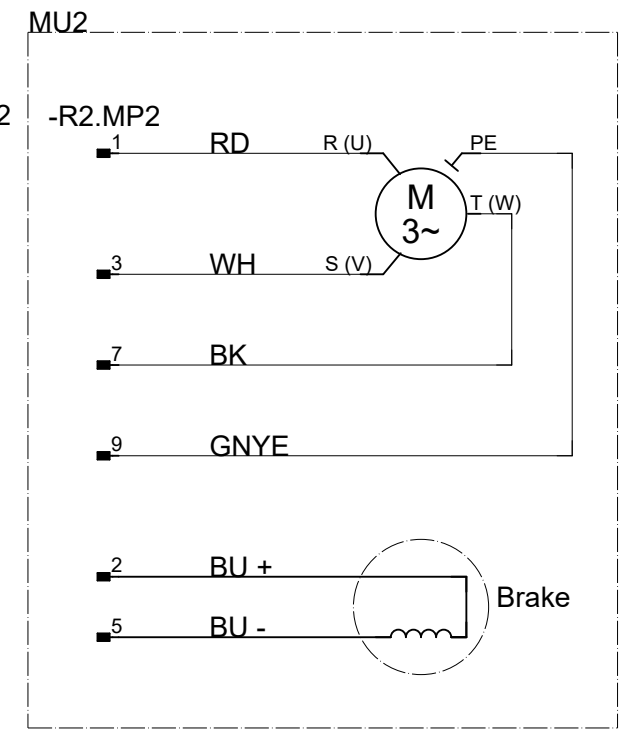 MU2
2 -R2.MP2
1 RD R (U) PE
M
3~
T (W)
3 WH S (V)
7 BK
9 GNYE
2 BU +
Brake
5 BU -